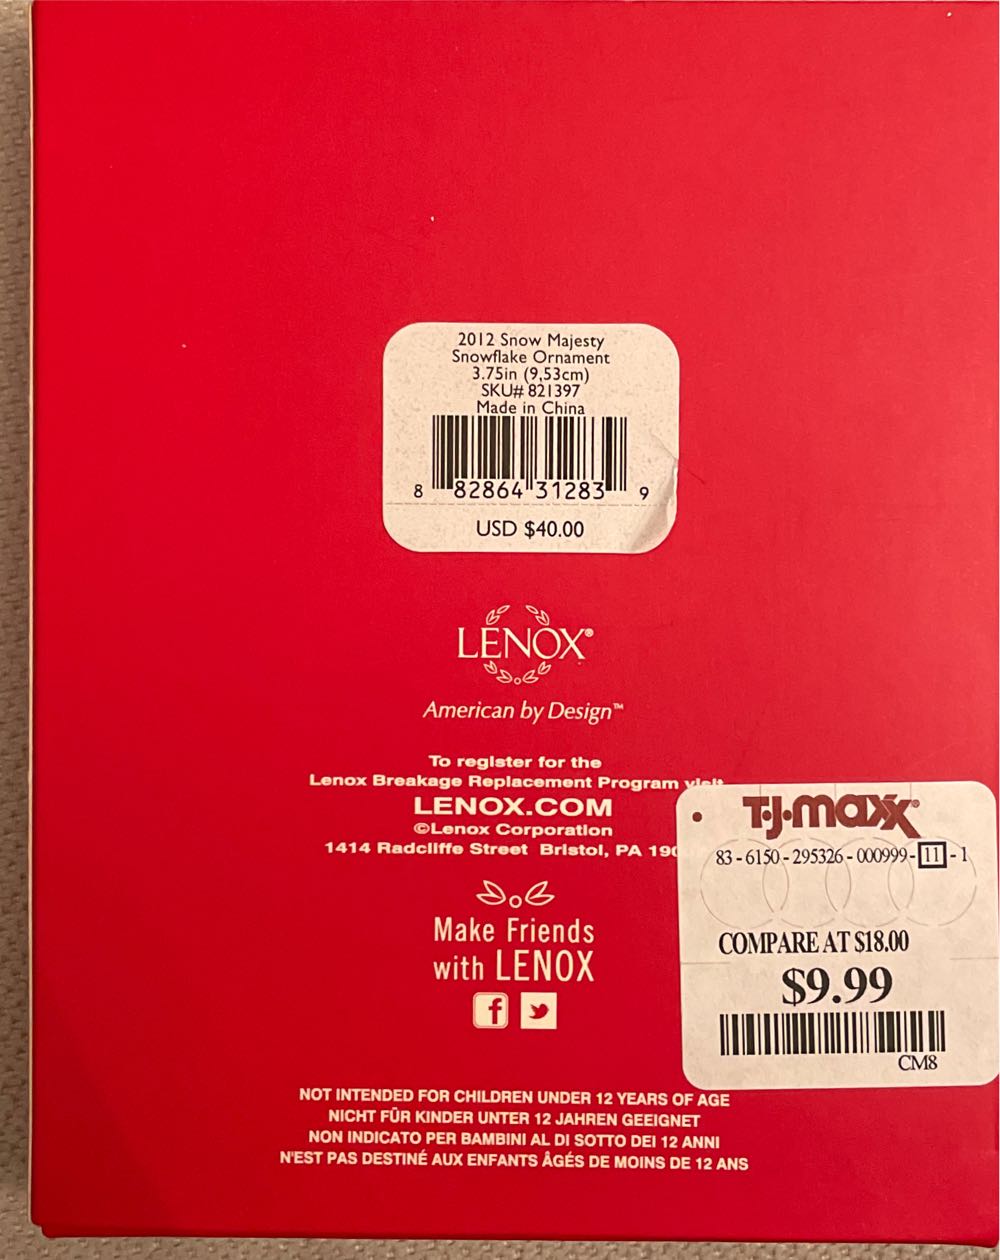 2012 Snow Majesty
Snowflake Ornament
3.75in (9,53cm)
SKU# 821397
Made in China
8 82864 31283 9
USD $40.00
LENOX®
American by Design™
To register for the
Lenox Breakage Replacement Program visit
LENOX.COM
©Lenox Corporation
1414 Radcliffe Street Bristol, PA 190
T·J·maxx®
83-6150-295326-000999-11-1
COMPARE AT $18.00
$9.99
CM8
Make Friends
with LENOX
f
NOT INTENDED FOR CHILDREN UNDER 12 YEARS OF AGE
NICHT FÜR KINDER UNTER 12 JAHREN GEEIGNET
NON INDICATO PER BAMBINI AL DI SOTTO DEI 12 ANNI
N'EST PAS DESTINÉ AUX ENFANTS ÂGÉS DE MOINS DE 12 ANS